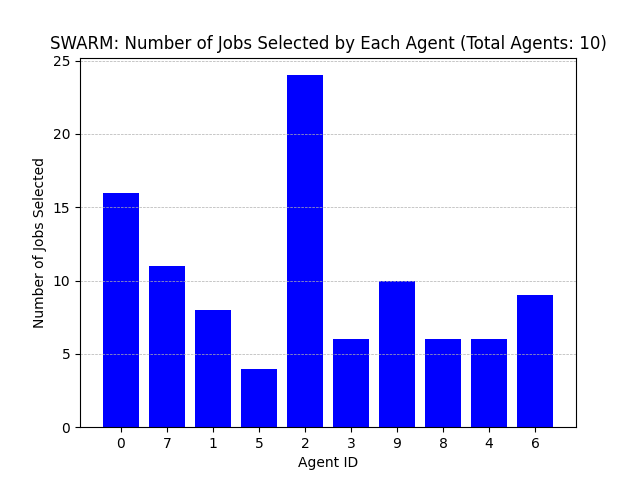 SWARM: Number of Jobs Selected by Each Agent (Total Agents: 10)
25
20
15
10
5
0
Number of Jobs Selected
0 7 1 5 2 3 9 8 4 6
Agent ID